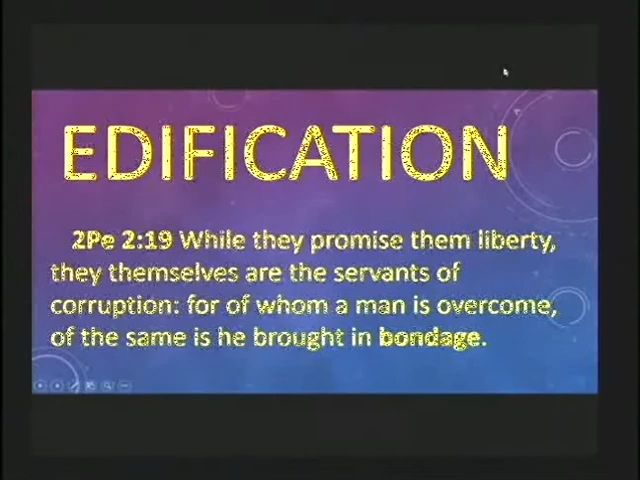 EDIFICATION
2Pe 2:19 While they promise them liberty,
they themselves are the servants of
corruption: for of whom a man is overcome,
of the same is he brought in bondage.